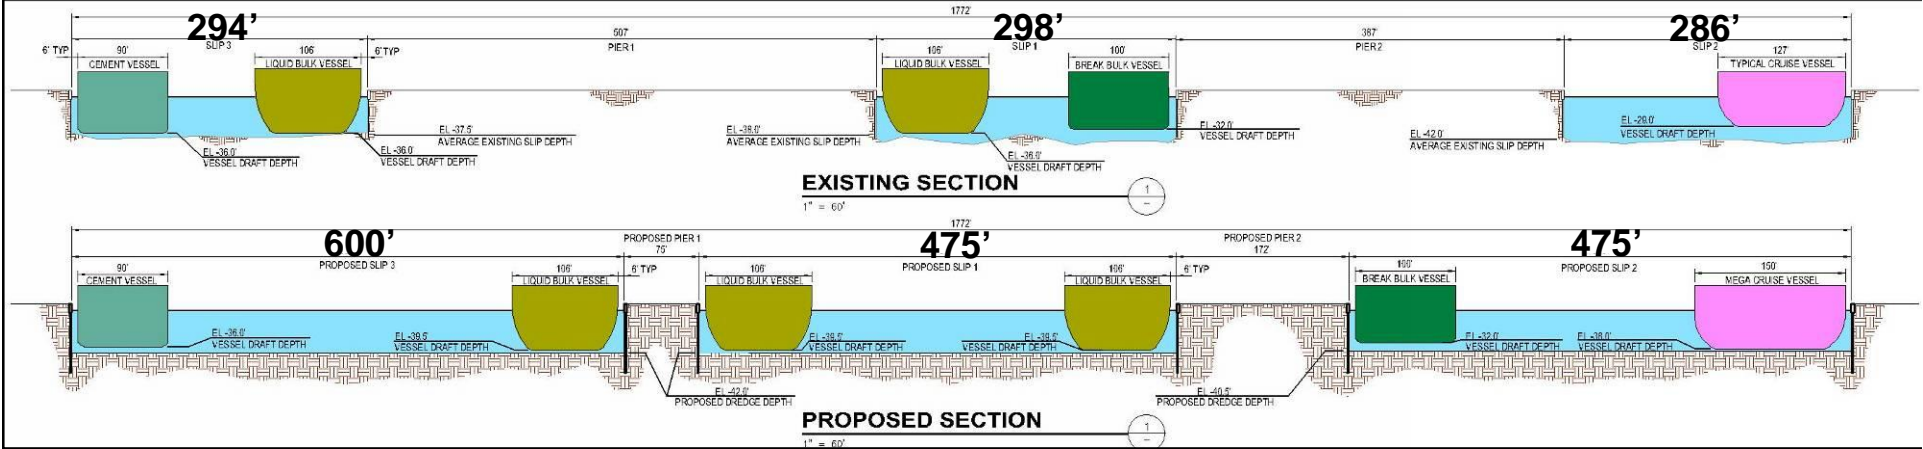 1772'
294' 507' 298' 387' 286'
SLIP 3 PIER 1 SLIP 1 PIER 2 SLIP 2
6' TYP 90' 106' 6' TYP 106' 100' 127'
CEMENT VESSEL LIQUID BULK VESSEL LIQUID BULK VESSEL BREAK BULK VESSEL TYPICAL CRUISE VESSEL
EL -37.5'
AVERAGE EXISTING SLIP DEPTH
EL -36.0'
VESSEL DRAFT DEPTH
EL -36.0'
VESSEL DRAFT DEPTH
AVERAGE EXISTING SLIP DEPTH
EL -36.0'
VESSEL DRAFT DEPTH
EL -32.0'
VESSEL DRAFT DEPTH
EL -42.0'
AVERAGE EXISTING SLIP DEPTH
EL -29.0'
VESSEL DRAFT DEPTH
EXISTING SECTION
1
1" = 60'
1772'
600' PROPOSED PIER 1 475' PROPOSED PIER 2 475'
75' 172'
PROPOSED SLIP 3 PROPOSED SLIP 1 PROPOSED SLIP 2
90' 106' 6' TYP 106' 106' 6' TYP 150'
CEMENT VESSEL LIQUID BULK VESSEL LIQUID BULK VESSEL LIQUID BULK VESSEL BREAK BULK VESSEL MEGA CRUISE VESSEL
EL -36.0'
VESSEL DRAFT DEPTH
EL -39.5'
VESSEL DRAFT DEPTH
EL -39.5'
VESSEL DRAFT DEPTH
EL -39.5'
VESSEL DRAFT DEPTH
EL -32.0'
VESSEL DRAFT DEPTH
EL -38.0'
VESSEL DRAFT DEPTH
EL -42.0'
PROPOSED DREDGE DEPTH
EL -40.5'
PROPOSED DREDGE DEPTH
PROPOSED SECTION
1
1" = 60'